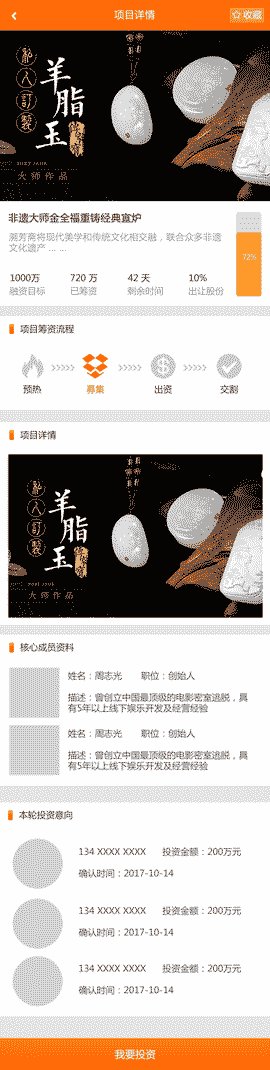 项目详情
收藏
私人订制
羊脂玉
大师作品
非遗大师金全福重铸经典宣炉
溯芳斋将现代美学和传统文化相交融，联合众多非遗
文化遗产 ... ...
72%
1000万 720 万 42 天 10%
融资目标 已筹资 剩余时间 出让股份
项目筹资流程
预热 募集 出资 交割
项目详情
私人订制
羊脂玉
大师作品
核心成员资料
姓名：周志光 职位：创始人
描述：曾创立中国最顶级的电影密室逃脱，具
有5年以上线下娱乐开发及经营经验
姓名：周志光 职位：创始人
描述：曾创立中国最顶级的电影密室逃脱，具
有5年以上线下娱乐开发及经营经验
本轮投资意向
134 XXXX XXXX 投资金额：200万元
确认时间：2017-10-14
134 XXXX XXXX 投资金额：200万元
确认时间：2017-10-14
134 XXXX XXXX 投资金额：200万元
确认时间：2017-10-14
我要投资